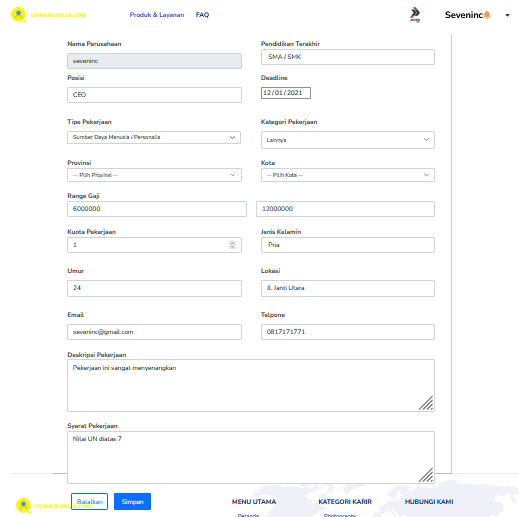 Produk & Layanan FAQ Seveninc
Nama Perusahaan Pendidikan Terakhir
seveninc SMA / SMK
Posisi Deadline
CEO 12/01/2021
Tipe Pekerjaan Kategori Pekerjaan
Sumber Daya Manusia / Personalia Lainnya
Provinsi Kota
-- Pilih Provinsi -- -- Pilih Kota --
Range Gaji
6000000 12000000
Kuota Pekerjaan Jenis Kelamin
1 Pria
Umur Lokasi
24 Jl. Janti Utara
Email Telpone
seveninc@gmail.com 0817171771
Deskripsi Pekerjaan
Pekerjaan ini sangat menyenangkan
Syarat Pekerjaan
Nilai UN diatas 7
Batalkan Simpan MENU UTAMA KATEGORI KARIR HUBUNGI KAMI
Beranda Photography